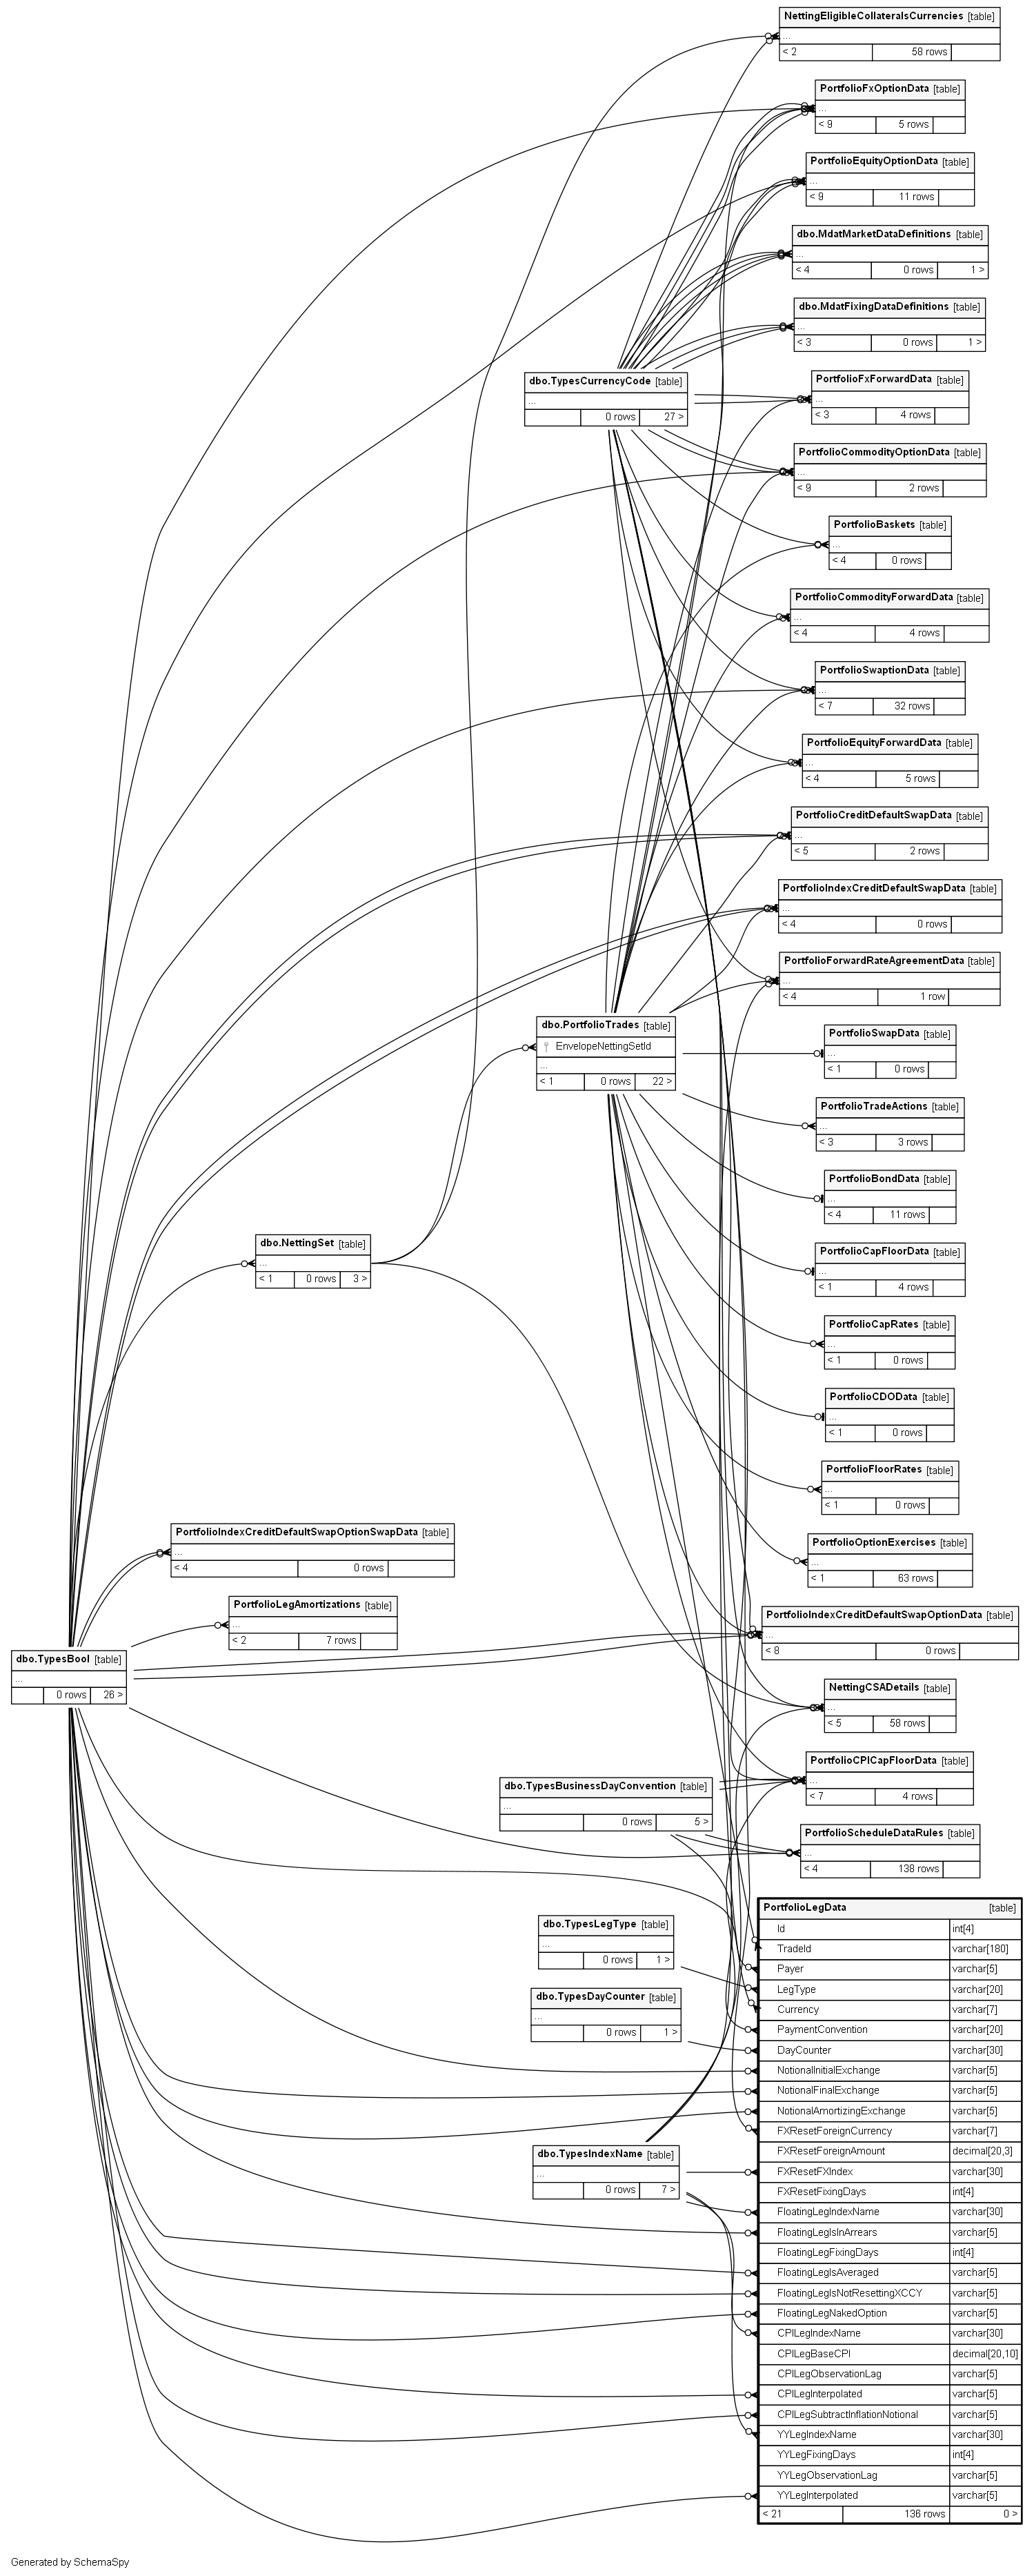 NettingEligibleCollateralsCurrencies [table]
...
< 2 58 rows
PortfolioFxOptionData [table]
...
< 9 5 rows
PortfolioEquityOptionData [table]
...
< 9 11 rows
dbo.MdatMarketDataDefinitions [table]
...
< 4 0 rows 1 >
dbo.MdatFixingDataDefinitions [table]
...
< 3 0 rows 1 >
dbo.TypesCurrencyCode [table]
...
0 rows 27 >
PortfolioFxForwardData [table]
...
< 3 4 rows
PortfolioCommodityOptionData [table]
...
< 9 2 rows
PortfolioBaskets [table]
...
< 4 0 rows
PortfolioCommodityForwardData [table]
...
< 4 4 rows
PortfolioSwaptionData [table]
...
< 7 32 rows
PortfolioEquityForwardData [table]
...
< 4 5 rows
PortfolioCreditDefaultSwapData [table]
...
< 5 2 rows
PortfolioIndexCreditDefaultSwapData [table]
...
< 4 0 rows
PortfolioForwardRateAgreementData [table]
...
< 4 1 row
dbo.PortfolioTrades [table]
EnvelopeNettingSetId
...
< 1 0 rows 22 >
PortfolioSwapData [table]
...
< 1 0 rows
PortfolioTradeActions [table]
...
< 3 3 rows
PortfolioBondData [table]
...
< 4 11 rows
dbo.NettingSet [table]
...
< 1 0 rows 3 >
PortfolioCapFloorData [table]
...
< 1 4 rows
PortfolioCapRates [table]
...
< 1 0 rows
PortfolioCDOData [table]
...
< 1 0 rows
PortfolioFloorRates [table]
...
< 1 0 rows
PortfolioIndexCreditDefaultSwapOptionSwapData [table]
...
< 4 0 rows
PortfolioOptionExercises [table]
...
< 1 63 rows
PortfolioLegAmortizations [table]
...
< 2 7 rows
PortfolioIndexCreditDefaultSwapOptionData [table]
...
< 8 0 rows
dbo.TypesBool [table]
...
0 rows 26 >
NettingCSADetails [table]
...
< 5 58 rows
PortfolioCPICapFloorData [table]
...
< 7 4 rows
dbo.TypesBusinessDayConvention [table]
...
0 rows 5 >
PortfolioScheduleDataRules [table]
...
< 4 138 rows
dbo.TypesLegType [table]
...
0 rows 1 >
dbo.TypesDayCounter [table]
...
0 rows 1 >
dbo.TypesIndexName [table]
...
0 rows 7 >
PortfolioLegData [table]
Id int[4]
TradeId varchar[180]
Payer varchar[5]
LegType varchar[20]
Currency varchar[7]
PaymentConvention varchar[20]
DayCounter varchar[30]
NotionalInitialExchange varchar[5]
NotionalFinalExchange varchar[5]
NotionalAmortizingExchange varchar[5]
FXResetForeignCurrency varchar[7]
FXResetForeignAmount decimal[20,3]
FXResetFXIndex varchar[30]
FXResetFixingDays int[4]
FloatingLegIndexName varchar[30]
FloatingLegIsInArrears varchar[5]
FloatingLegFixingDays int[4]
FloatingLegIsAveraged varchar[5]
FloatingLegIsNotResettingXCCY varchar[5]
FloatingLegNakedOption varchar[5]
CPILegIndexName varchar[30]
CPILegBaseCPI decimal[20,10]
CPILegObservationLag varchar[5]
CPILegInterpolated varchar[5]
CPILegSubtractInflationNotional varchar[5]
YYLegIndexName varchar[30]
YYLegFixingDays int[4]
YYLegObservationLag varchar[5]
YYLegInterpolated varchar[5]
< 21 136 rows 0 >
Generated by SchemaSpy